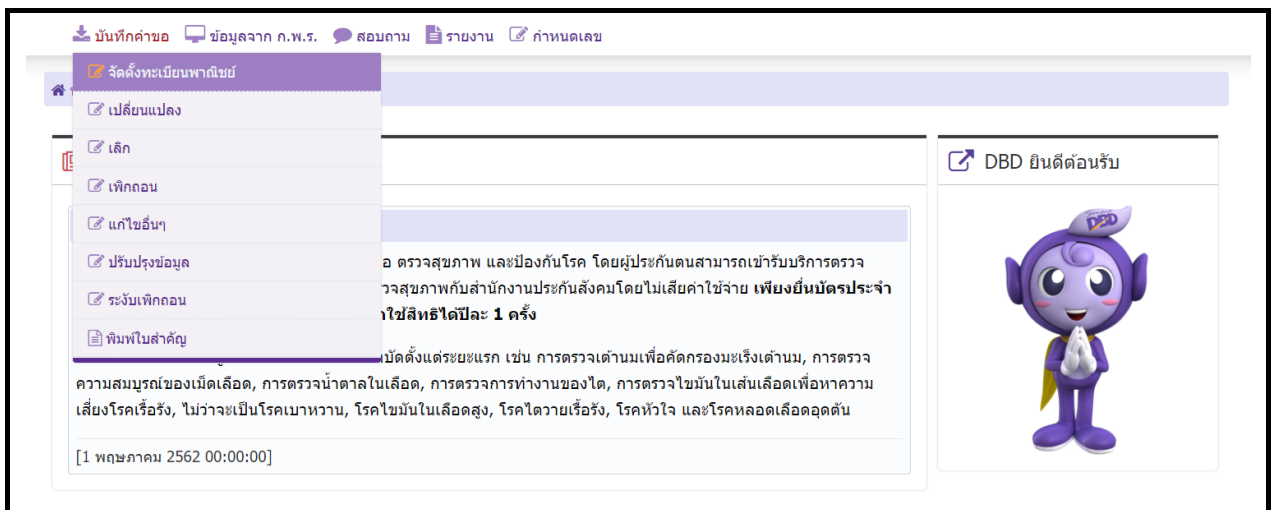 บันทึกคำขอ ข้อมูลจาก ก.พ.ร. สอบถาม รายงาน กำหนดเลข
จัดตั้งทะเบียนพาณิชย์
เปลี่ยนแปลง
เลิก
เพิกถอน
แก้ไขอื่นๆ
ปรับปรุงข้อมูล
ระงับเพิกถอน
พิมพ์ใบสำคัญ
ตรวจสุขภาพ และป้องกันโรค โดยผู้ประกันตนสามารถเข้ารับบริการตรวจ
วจสุขภาพกับสำนักงานประกันสังคมโดยไม่เสียค่าใช้จ่าย เพียงยื่นบัตรประจำ
ใช้สิทธิได้ปีละ 1 ครั้ง
บัดตั้งแต่ระยะแรก เช่น การตรวจเต้านมเพื่อคัดกรองมะเร็งเต้านม, การตรวจ
ความสมบูรณ์ของเม็ดเลือด, การตรวจน้ำตาลในเลือด, การตรวจการทำงานของไต, การตรวจไขมันในเส้นเลือดเพื่อหาความ
เสี่ยงโรคเรื้อรัง, ไม่ว่าจะเป็นโรคเบาหวาน, โรคไขมันในเลือดสูง, โรคไตวายเรื้อรัง, โรคหัวใจ และโรคหลอดเลือดอุดตัน
[1 พฤษภาคม 2562 00:00:00]
DBD ยินดีต้อนรับ
DBD